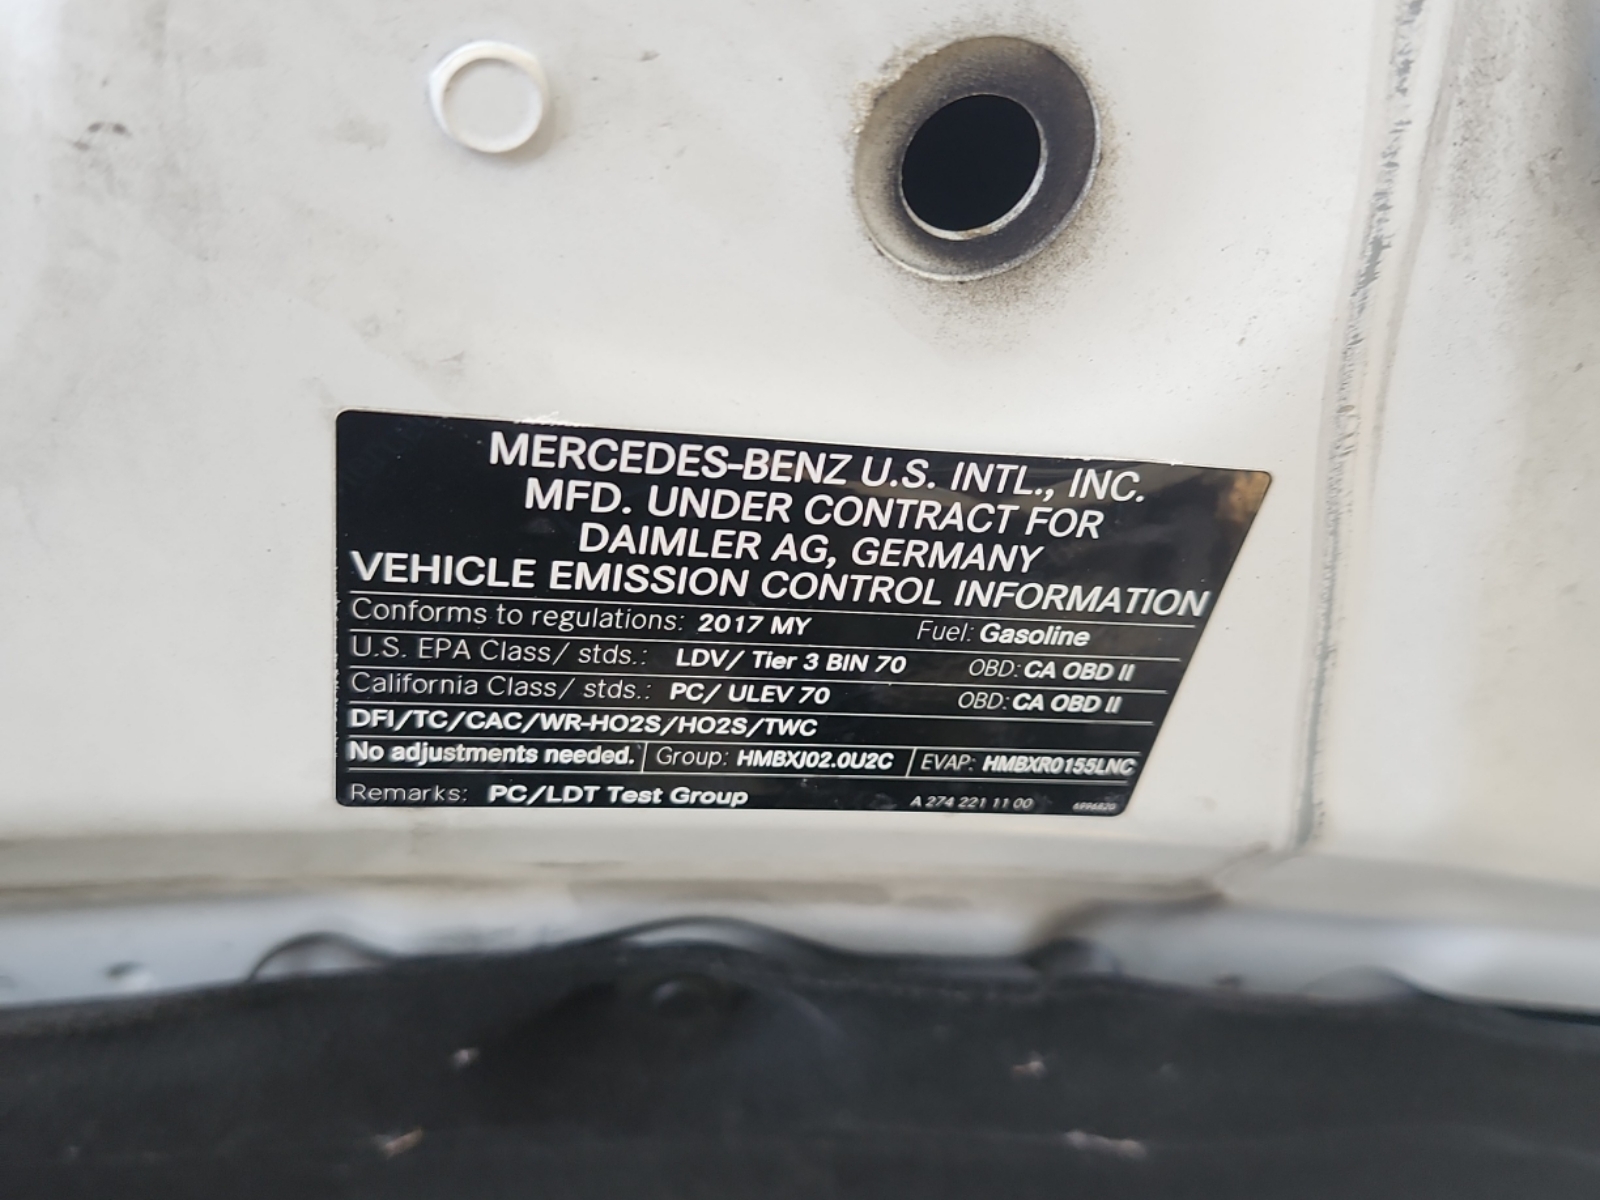 MERCEDES-BENZ U.S. INTL., INC.
MFD. UNDER CONTRACT FOR
DAIMLER AG, GERMANY
VEHICLE EMISSION CONTROL INFORMATION
Conforms to regulations: 2017 MY Fuel: Gasoline
U.S. EPA Class/ stds.: LDV/ Tier 3 BIN 70 OBD: CA OBD II
California Class/ stds.: PC/ ULEV 70 OBD: CA OBD II
DFI/TC/CAC/WR-HO2S/HO2S/TWC
No adjustments needed. Group: HMBXJ02.0U2C EVAP: HMBXR0155LNC
Remarks: PC/LDT Test Group A 274 221 11 00